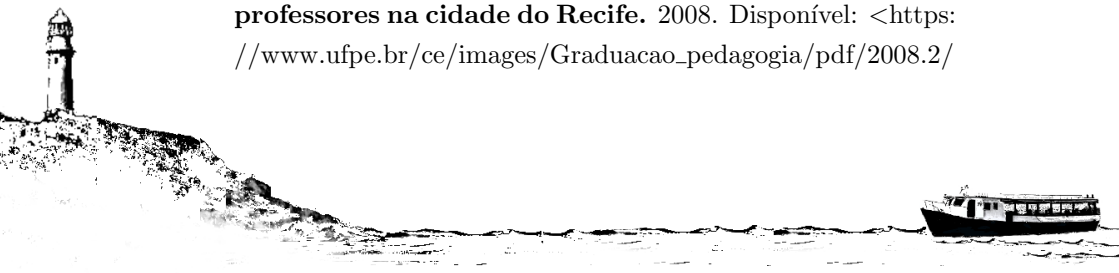 professores na cidade do Recife. 2008. Disponível: <https:
//www.ufpe.br/ce/images/Graduacao_pedagogia/pdf/2008.2/